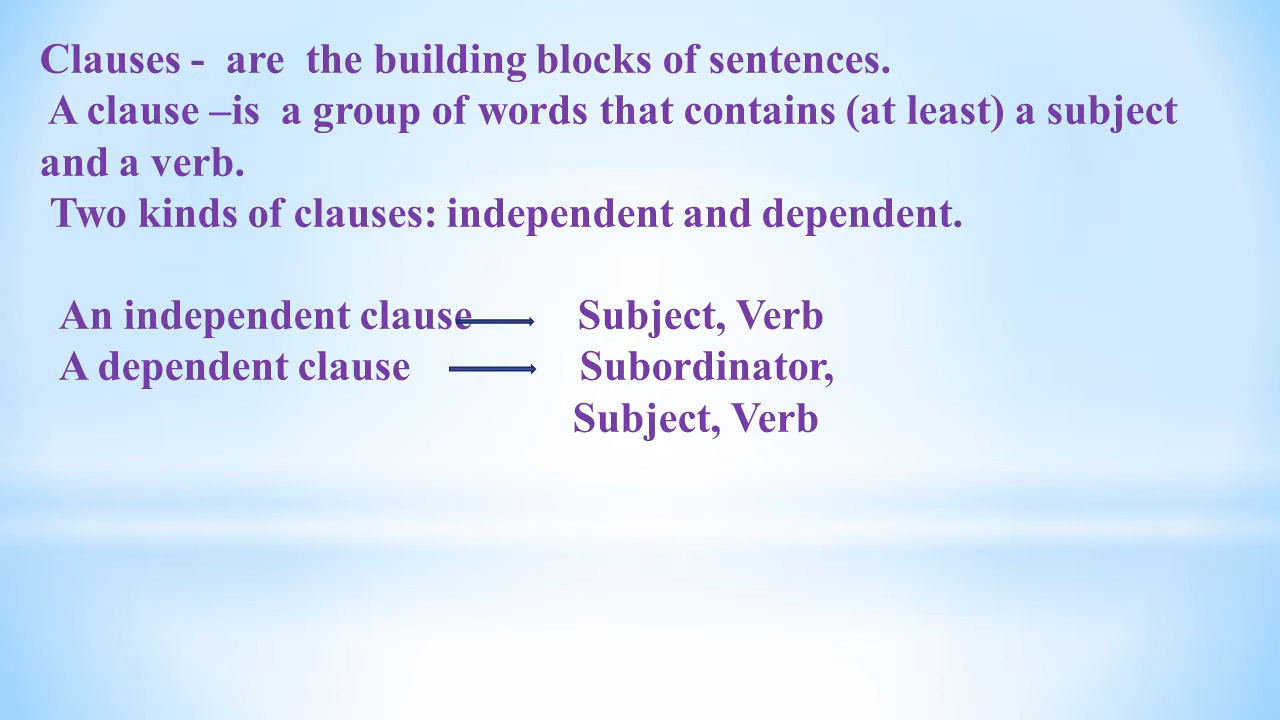 Clauses - are the building blocks of sentences.
A clause –is a group of words that contains (at least) a subject
and a verb.
Two kinds of clauses: independent and dependent.
An independent clause Subject, Verb
A dependent clause Subordinator,
Subject, Verb